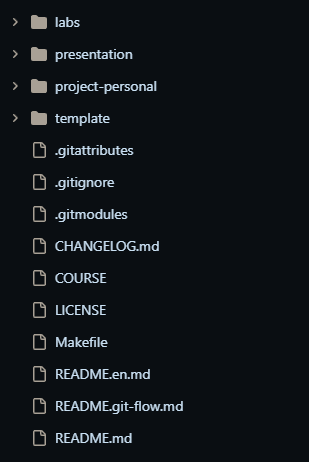 labs
presentation
project-personal
template
.gitattributes
.gitignore
.gitmodules
CHANGELOG.md
COURSE
LICENSE
Makefile
README.en.md
README.git-flow.md
README.md